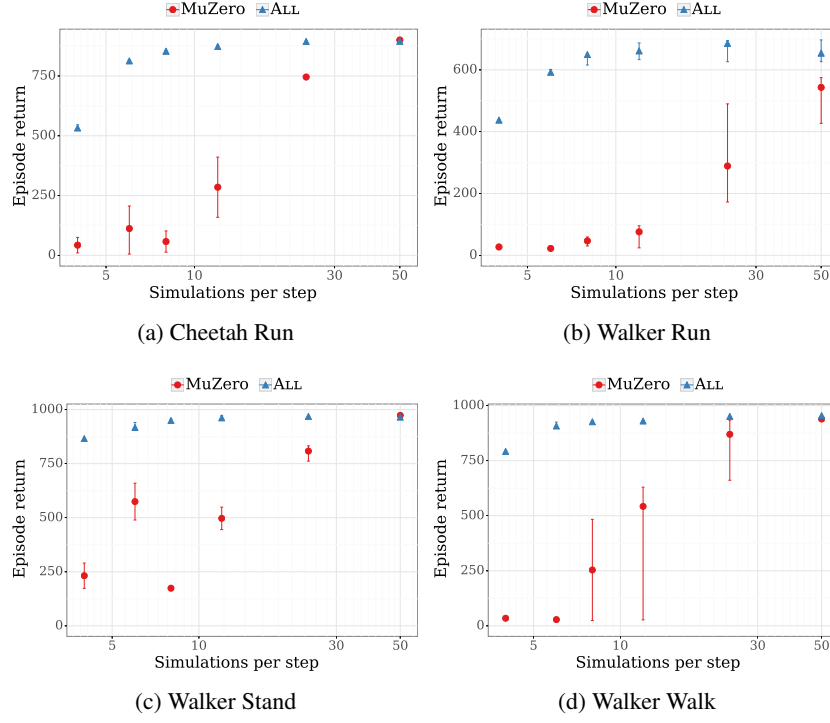 MuZero ALL
MuZero ALL
Episode return
750
500
250
0
5 10 30 50
Simulations per step
Episode return
600
400
200
0
5 10 30 50
Simulations per step
(a) Cheetah Run
(b) Walker Run
MuZero ALL
MuZero ALL
Episode return
1000
750
500
250
0
5 10 30 50
Simulations per step
Episode return
1000
750
500
250
0
5 10 30 50
Simulations per step
(c) Walker Stand
(d) Walker Walk